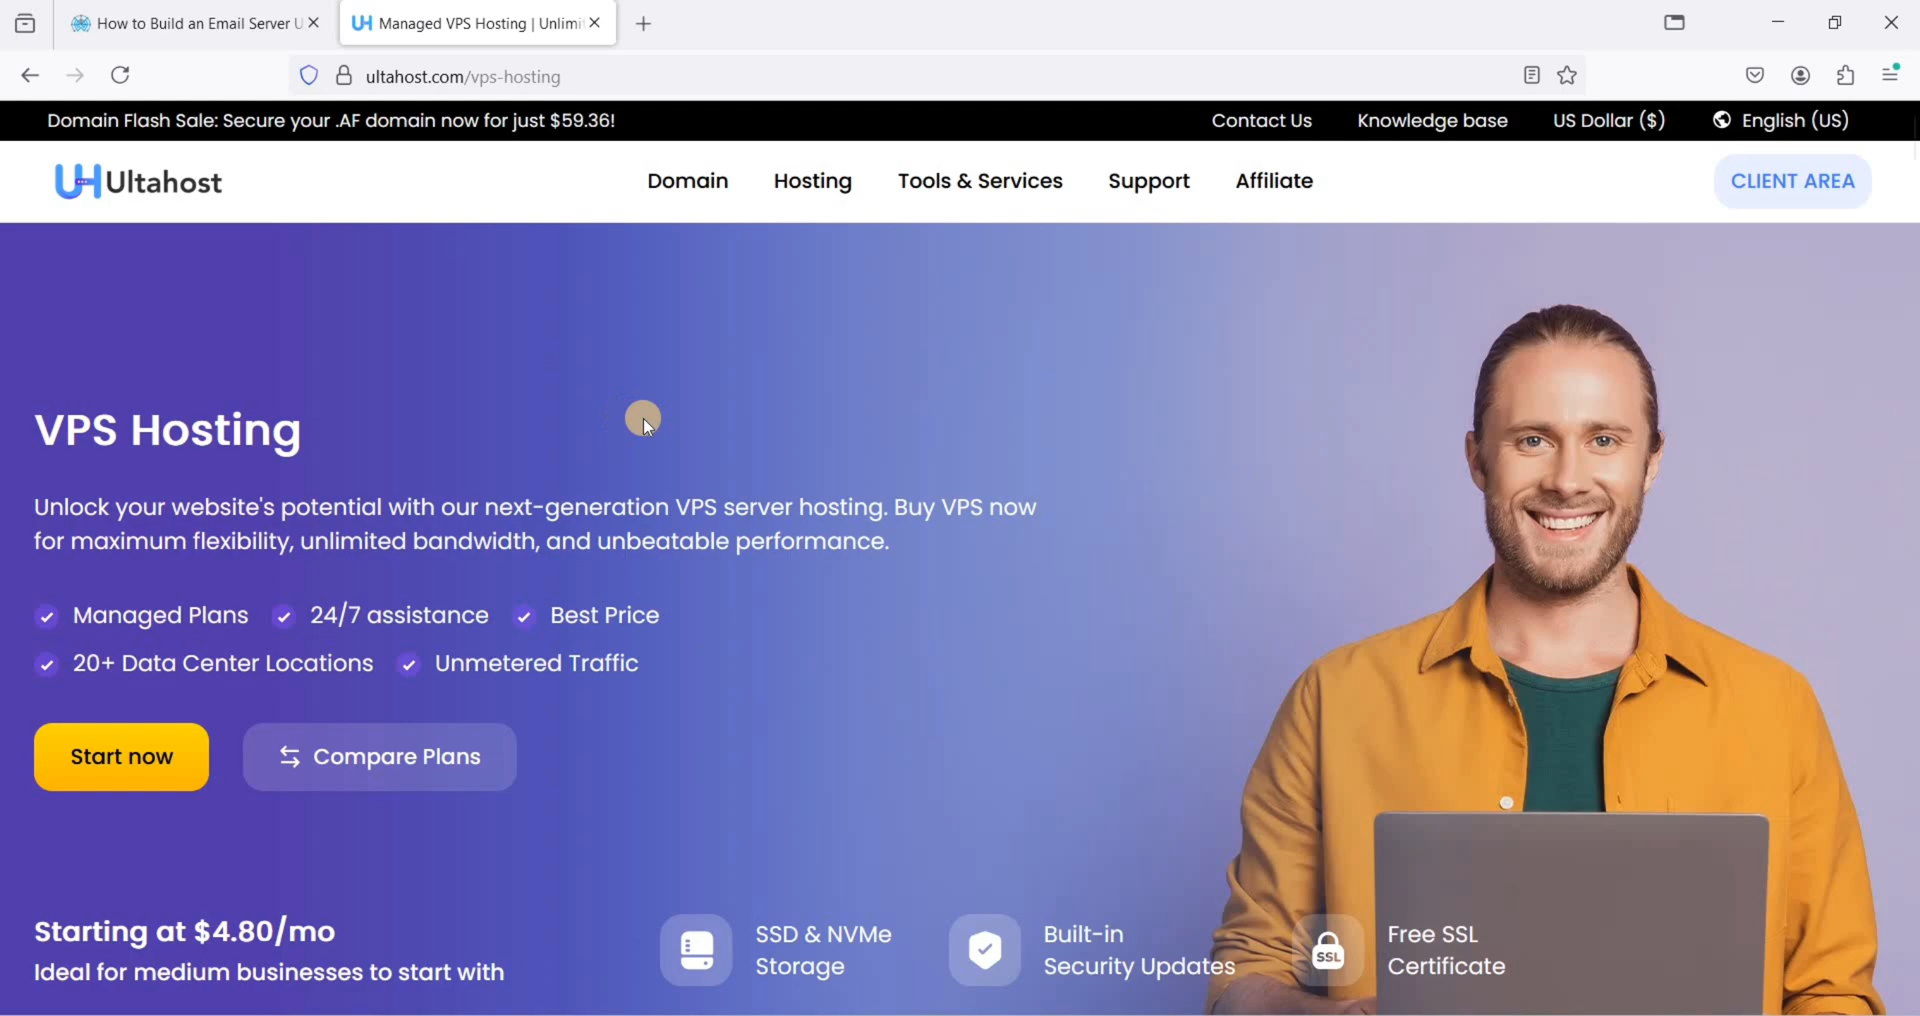 How to Build an Email Server U
Managed VPS Hosting | Unlimi
ultahost.com/vps-hosting
Domain Flash Sale: Secure your .AF domain now for just $59.36!
Contact Us
Knowledge base
US Dollar ($)
English (US)
UH Ultahost
Domain
Hosting
Tools & Services
Support
Affiliate
CLIENT AREA
VPS Hosting
Unlock your website's potential with our next-generation VPS server hosting. Buy VPS now
for maximum flexibility, unlimited bandwidth, and unbeatable performance.
Managed Plans
24/7 assistance
Best Price
20+ Data Center Locations
Unmetered Traffic
Start now
Compare Plans
Starting at $4.80/mo
Ideal for medium businesses to start with
SSD & NVMe
Storage
Built-in
Security Updates
SSL
Free SSL
Certificate